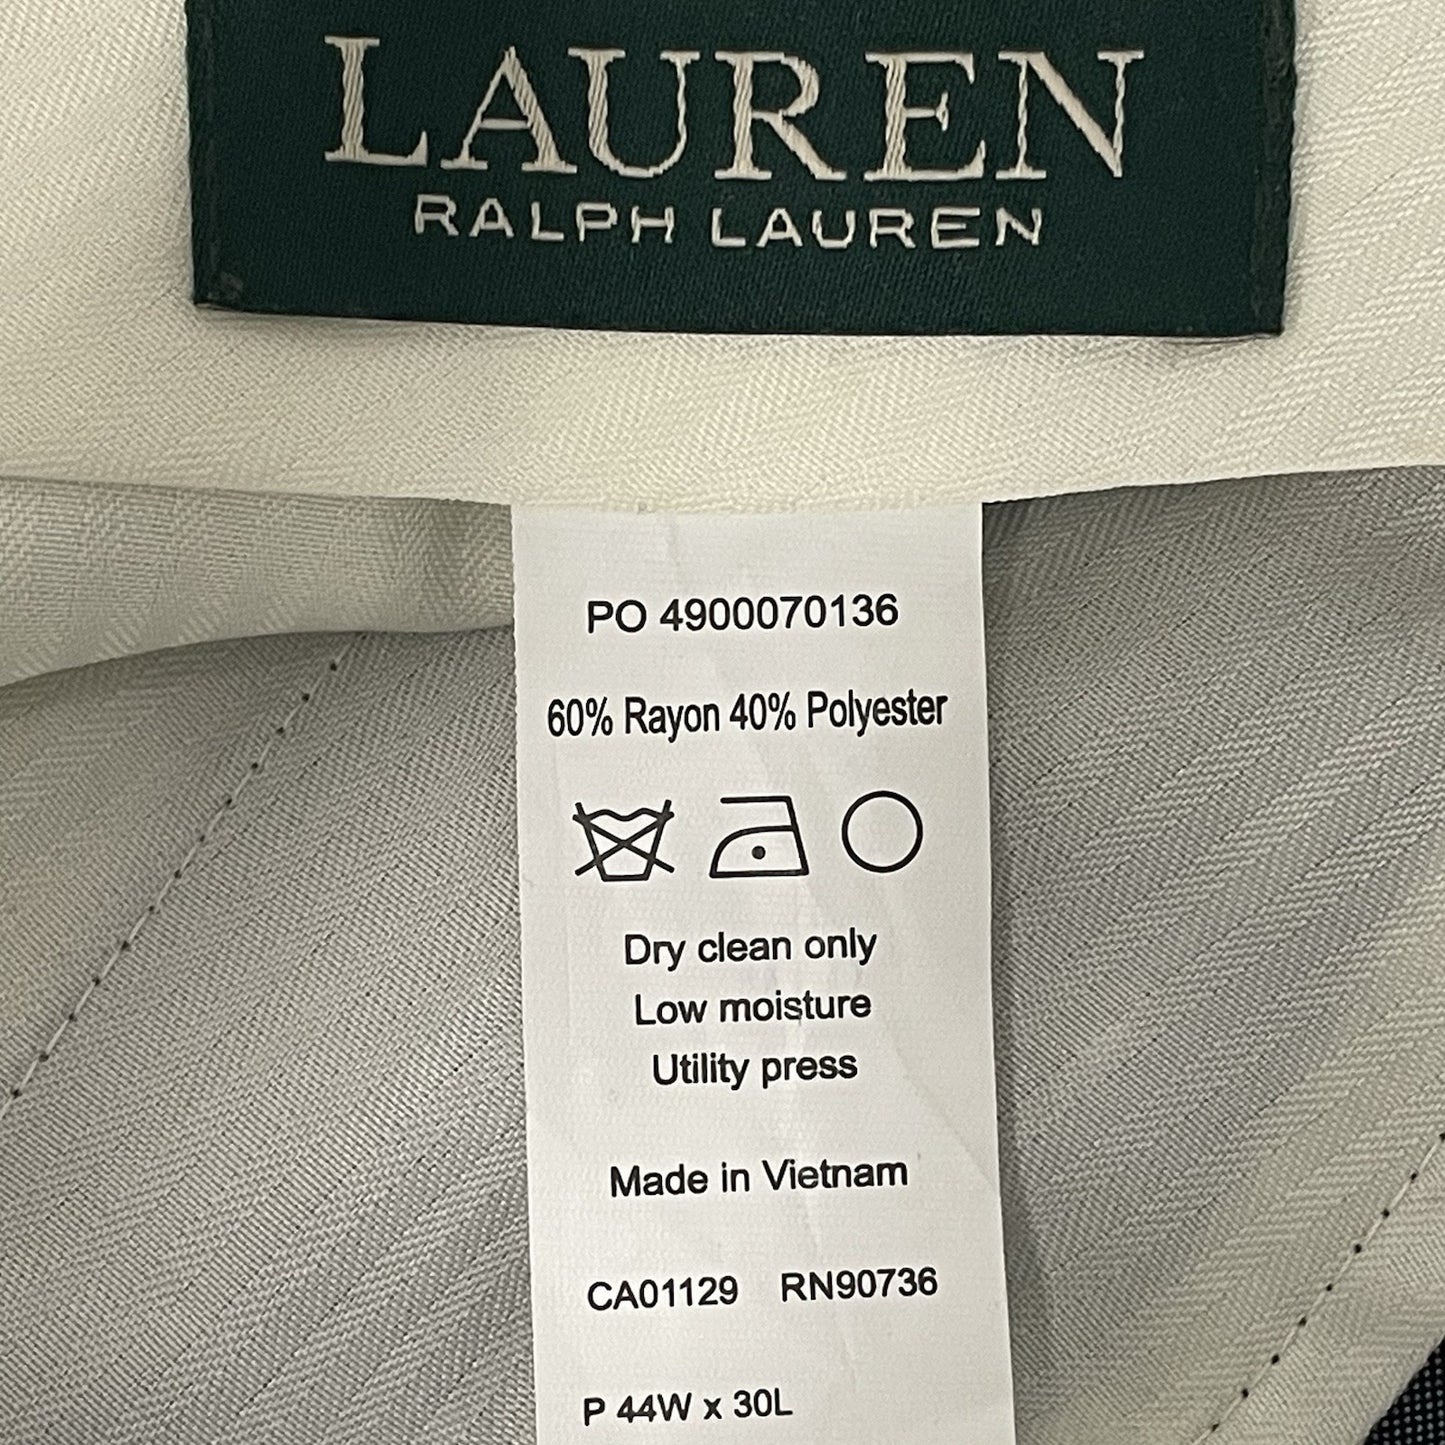 LAUREN
RALPH LAUREN
PO 4900070136
60% Rayon 40% Polyester
Dry clean only
Low moisture
Utility press
Made in Vietnam
CA01129 RN90736
P 44W x 30L